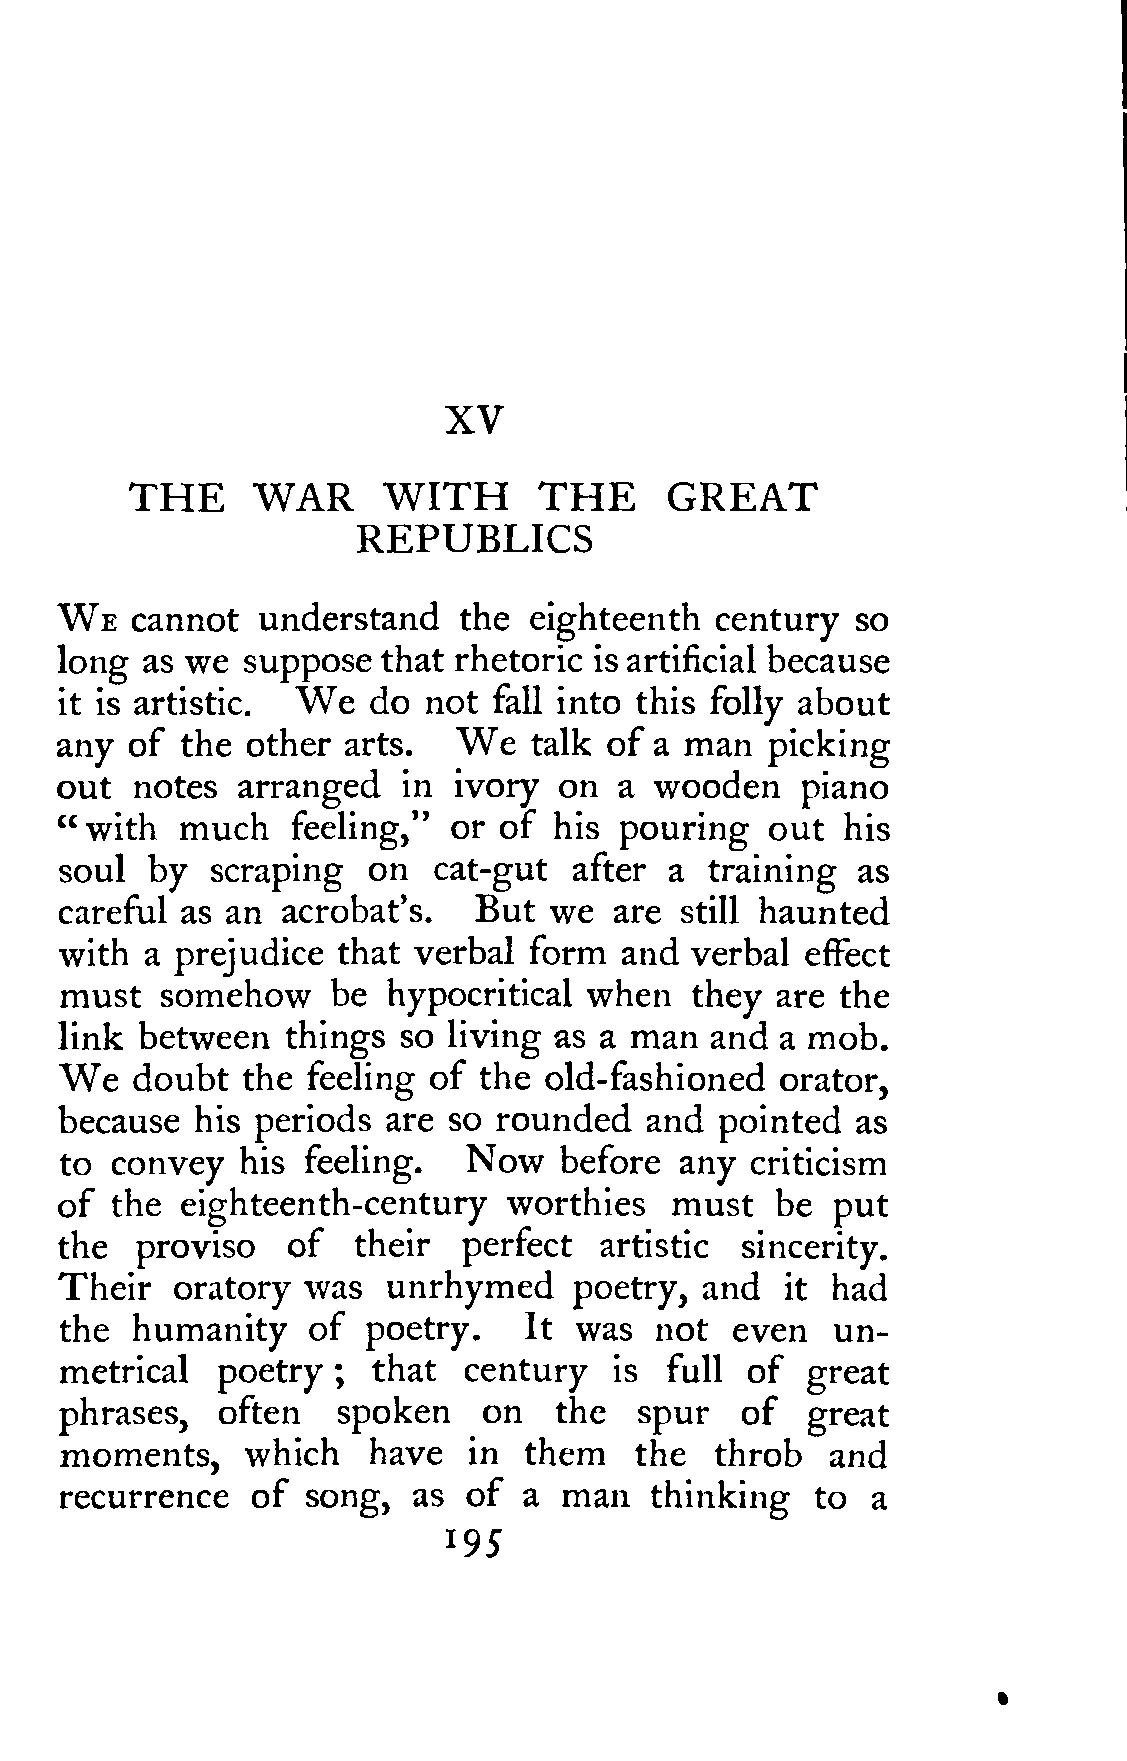 XV
THE WAR WITH THE GREAT
REPUBLICS
WE cannot understand the eighteenth century so
long as we suppose that rhetoric is artificial because
it is artistic. We do not fall into this folly about
any of the other arts. We talk of a man picking
out notes arranged in ivory on a wooden piano
“with much feeling,” or of his pouring out his
soul by scraping on cat-gut after a training as
careful as an acrobat's. But we are still haunted
with a prejudice that verbal form and verbal effect
must somehow be hypocritical when they are the
link between things so living as a man and a mob.
We doubt the feeling of the old-fashioned orator,
because his periods are so rounded and pointed as
to convey his feeling. Now before any criticism
of the eighteenth-century worthies must be put
the proviso of their perfect artistic sincerity.
Their oratory was unrhymed poetry, and it had
the humanity of poetry. It was not even un-
metrical poetry ; that century is full of great
phrases, often spoken on the spur of great
moments, which have in them the throb and
recurrence of song, as of a man thinking to a
195